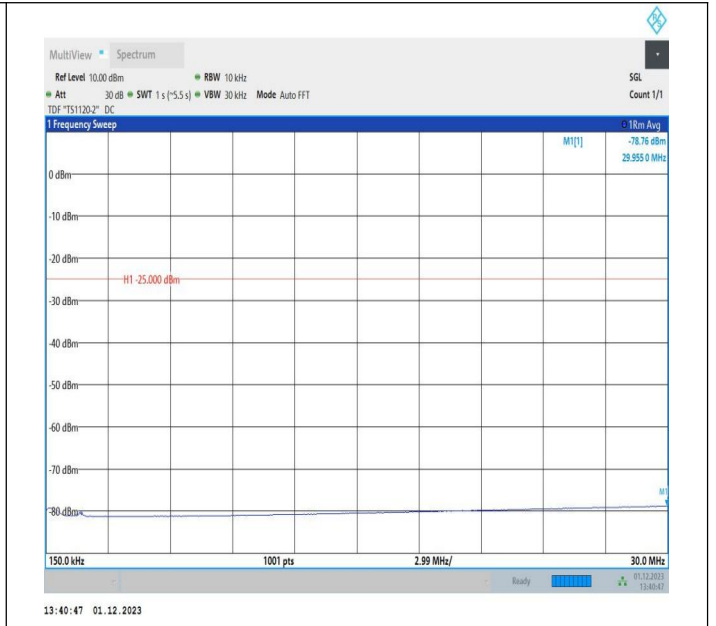 R S
MultiView Spectrum
Ref Level 10.00 dBm RBW 10 kHz SGL
Att 30 dB SWT 1 s (~5.5 s) VBW 30 kHz Mode Auto FFT Count 1/1
TDF "TS1120-2" DC
1 Frequency Sweep 1Rm Avg
M1[1] -78.76 dBm
29.955 0 MHz
0 dBm
-10 dBm
-20 dBm
H1 -25.000 dBm
-30 dBm
-40 dBm
-50 dBm
-60 dBm
-70 dBm
M1
-80 dBm
150.0 kHz 1001 pts 2.99 MHz/ 30.0 MHz
Ready 01.12.2023
13:40:47
13:40:47 01.12.2023